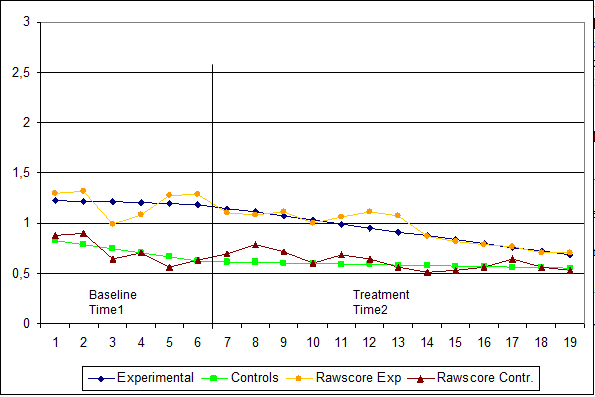 3
2,5
2
1,5
1
0,5
0
Baseline
Time1
Treatment
Time2
1 2 3 4 5 6 7 8 9 10 11 12 13 14 15 16 17 18 19
Experimental Controls Rawscore Exp Rawscore Contr.